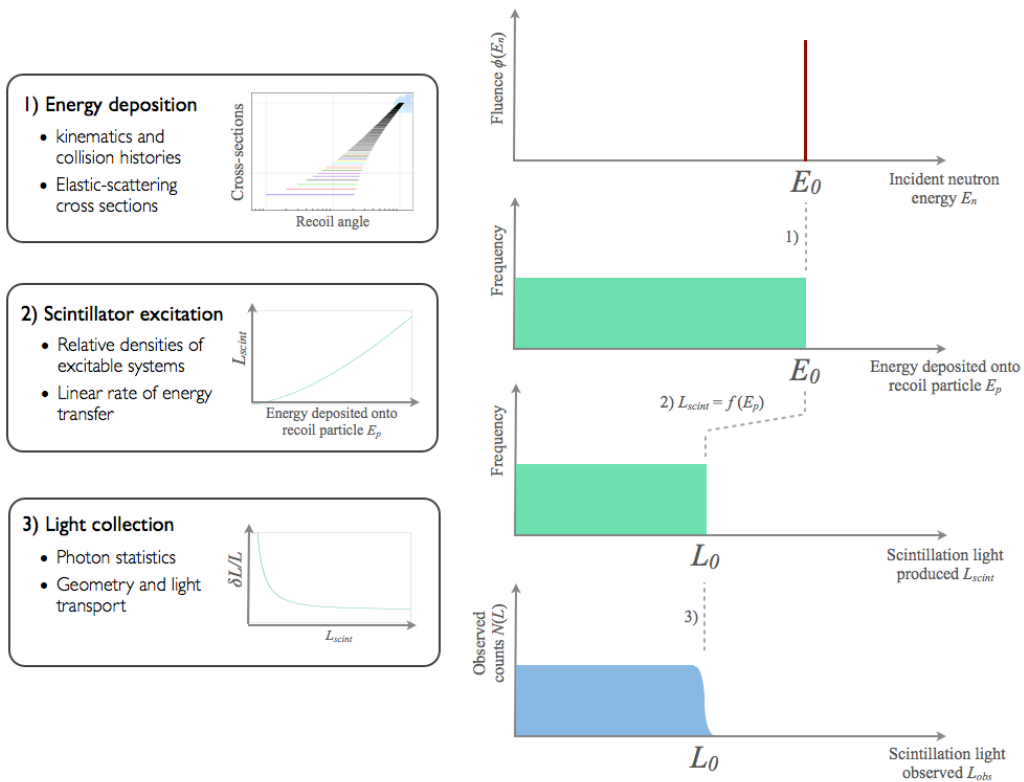 1) Energy deposition
• kinematics and
collision histories
• Elastic-scattering
cross sections
Cross-sections
Recoil angle
2) Scintillator excitation
• Relative densities of
excitable systems
• Linear rate of energy
transfer
Lscint
Energy deposited onto
recoil particle Ep
3) Light collection
• Photon statistics
• Geometry and light
transport
δL/L
Lscint
Fluence ϕ(En)
E0
Incident neutron
energy En
1)
Frequency
E0
Energy deposited onto
recoil particle Ep
2) Lscint = f(Ep)
Frequency
L0
Scintillation light
produced Lscint
3)
Observed
counts N(L)
L0
Scintillation light
observed Lobs